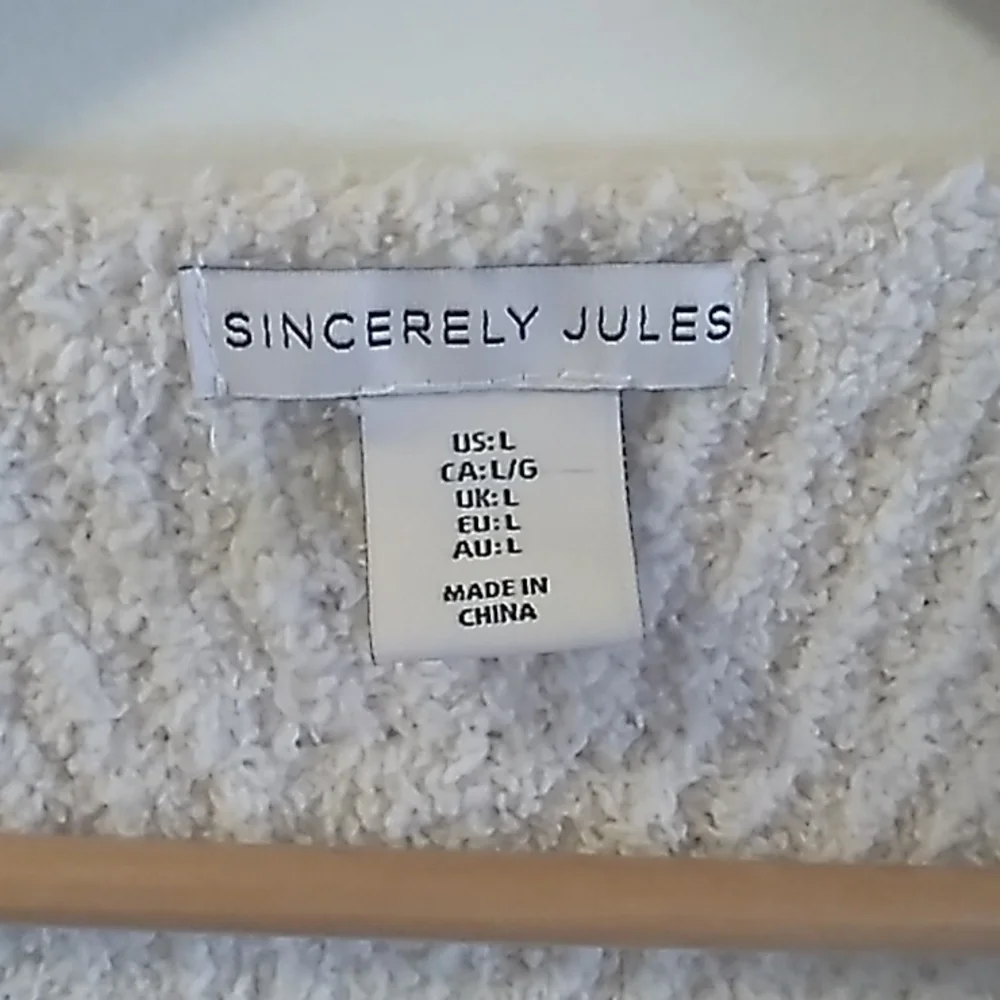 SINCERELY JULES
US: L
CA: L/G
UK: L
EU: L
AU: L
MADE IN
CHINA